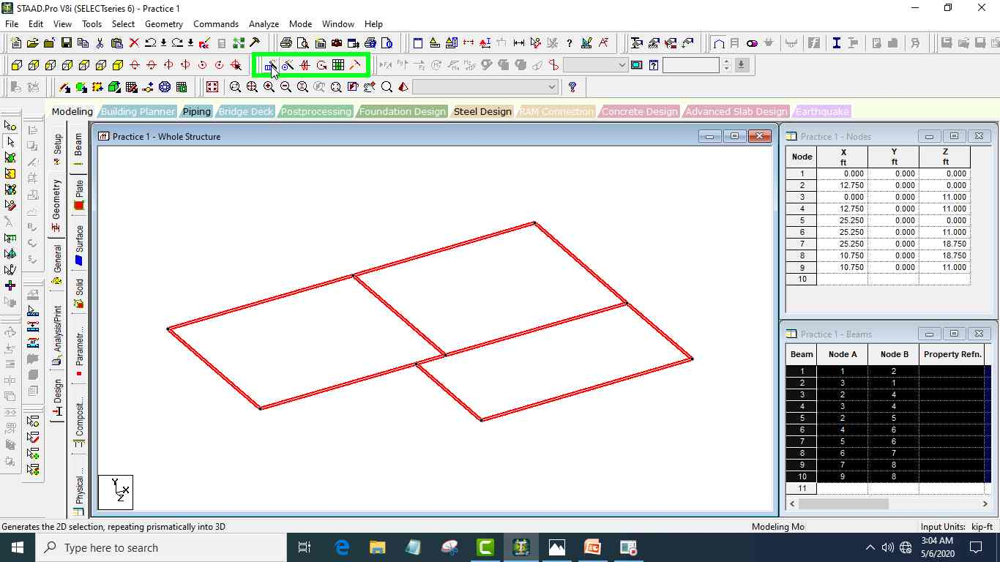 STAAD.Pro V8i (SELECTseries 6) - Practice 1
File Edit View Tools Select Geometry Commands Analyze Mode Window Help
Modeling Building Planner Piping Bridge Deck Postprocessing Foundation Design Steel Design RAM Connection Concrete Design Advanced Slab Design Earthquake
Setup
Geometry
General
Analysis/Print
Design
Beam
Plate
Surface
Solid
Parametr...
Composit...
Physical ...
Practice 1 - Whole Structure
Y
X
Z
Practice 1 - Nodes
Node X ft Y ft Z ft
1 0.000 0.000 0.000
2 12.750 0.000 0.000
3 0.000 0.000 11.000
4 12.750 0.000 11.000
5 25.250 0.000 0.000
6 25.250 0.000 11.000
7 25.250 0.000 18.750
8 10.750 0.000 18.750
9 10.750 0.000 11.000
10
Practice 1 - Beams
Beam Node A Node B Property Refn.
1 1 2
2 3 1
3 2 4
4 3 4
5 2 5
6 4 6
7 5 6
8 6 7
9 7 8
10 9 8
11
Generates the 2D selection, repeating prismatically into 3D
Modeling Mo
Input Units: kip-ft
Type here to search
3:04 AM
5/6/2020